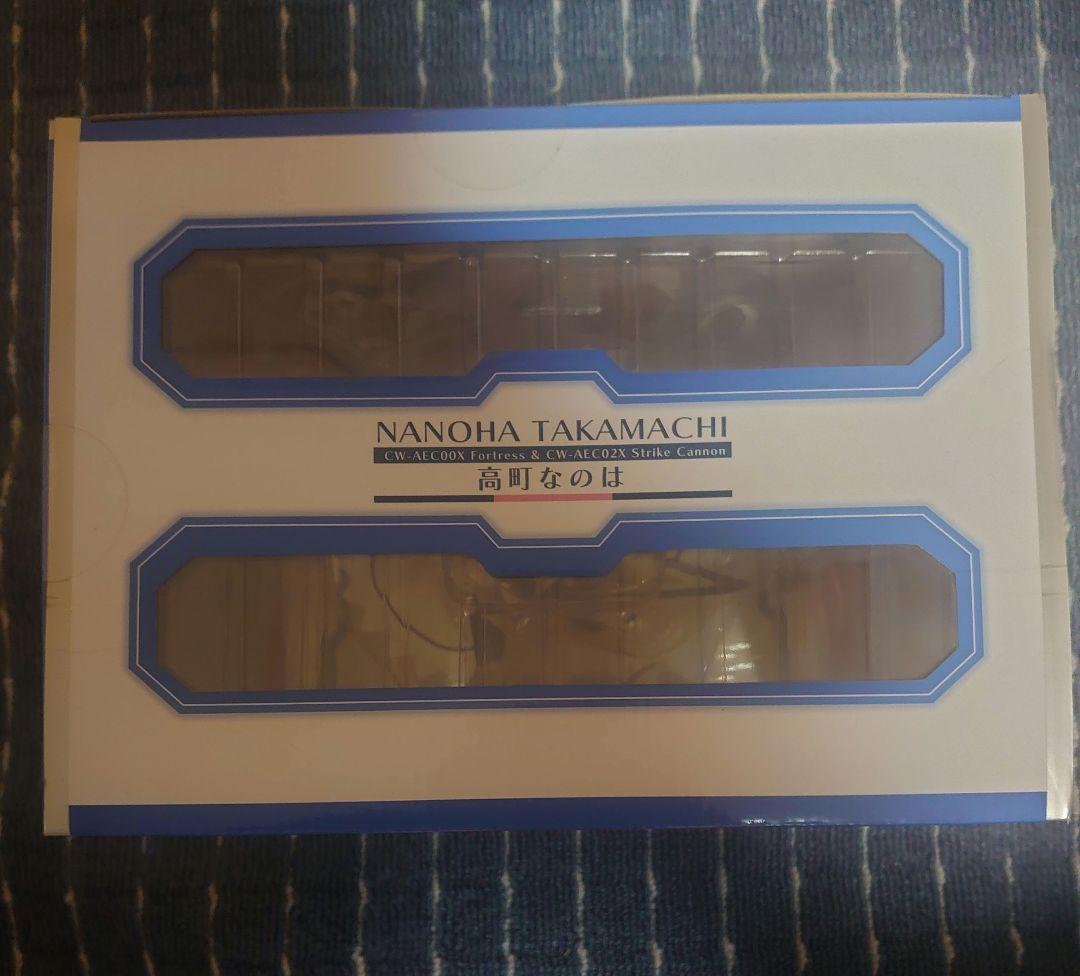 NANOHA TAKAMACHI
CW-AEC00X Fortress & CW-AEC02X Strike Cannon
高町なのは